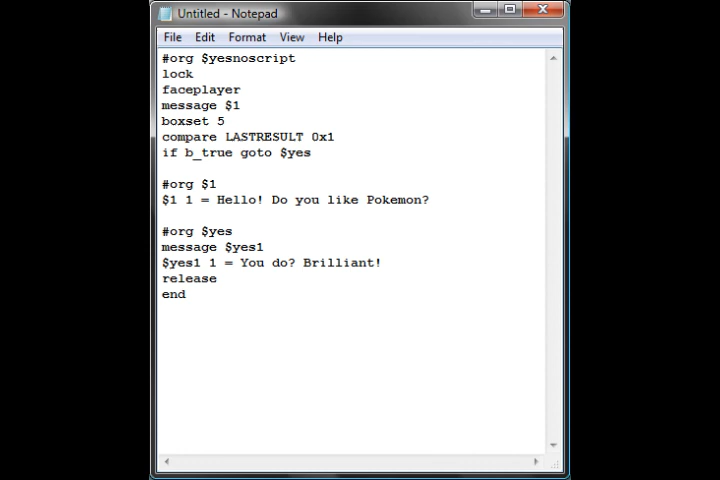 Untitled - Notepad
File Edit Format View Help
#org $yesnoscript
lock
faceplayer
message $1
boxset 5
compare LASTRESULT 0x1
if b_true goto $yes
#org $1
$1 1 = Hello! Do you like Pokemon?
#org $yes
message $yes1
$yes1 1 = You do? Brilliant!
release
end